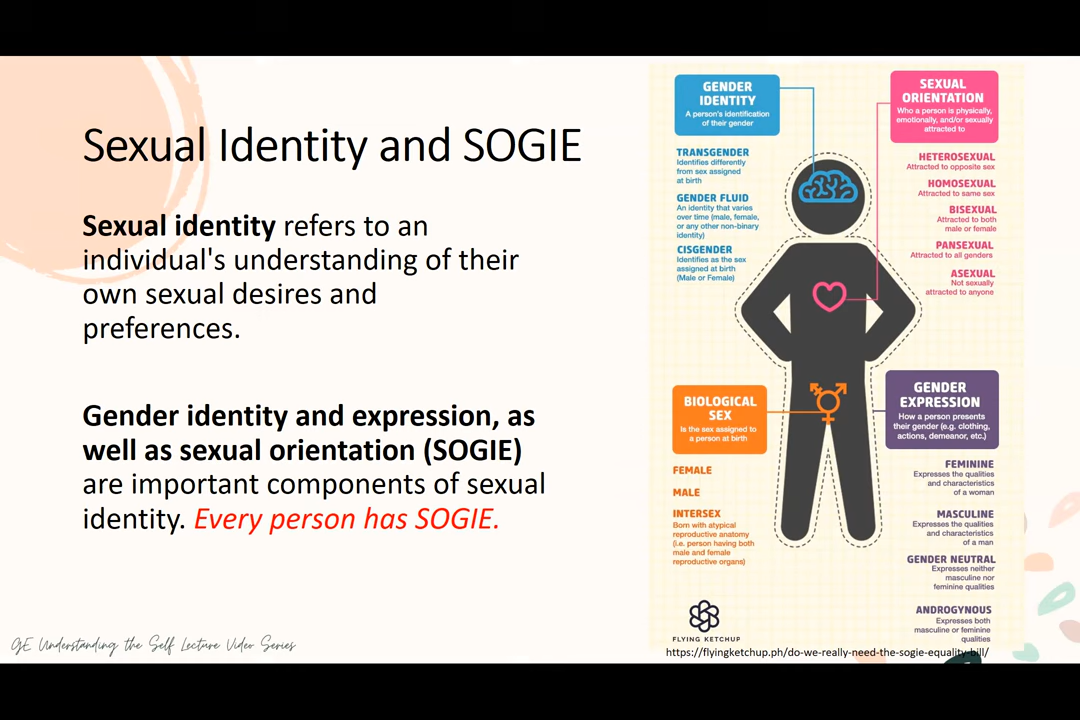 Sexual Identity and SOGIE
Sexual identity refers to an
individual's understanding of their
own sexual desires and
preferences.
Gender identity and expression, as
well as sexual orientation (SOGIE)
are important components of sexual
identity. Every person has SOGIE.
GE Understanding the Self Lecture Video Series
GENDER
IDENTITY
A person's identification
of their gender
TRANSGENDER
Identifies differently
from sex assigned
at birth
GENDER FLUID
An identity that varies
over time (male, female,
or any other non-binary
identity)
CISGENDER
Identifies as the sex
assigned at birth
(Male or Female)
SEXUAL
ORIENTATION
Who a person is physically,
emotionally, and/or sexually
attracted to
HETEROSEXUAL
Attracted to opposite sex
HOMOSEXUAL
Attracted to same sex
BISEXUAL
Attracted to both
male or female
PANSEXUAL
Attracted to all genders
ASEXUAL
Not sexually
attracted to anyone
BIOLOGICAL
SEX
Is the sex assigned to
a person at birth
FEMALE
MALE
INTERSEX
Born with atypical
reproductive anatomy
(i.e. person having both
male and female
reproductive organs)
GENDER
EXPRESSION
How a person presents
their gender (e.g. clothing,
actions, demeanor, etc.)
FEMININE
Expresses the qualities
and characteristics
of a woman
MASCULINE
Expresses the qualities
and characteristics
of a man
GENDER NEUTRAL
Expresses neither
masculine nor
feminine qualities
ANDROGYNOUS
Expresses both
masculine or feminine
qualities
FLYING KETCHUP
https://flyingketchup.ph/do-we-really-need-the-sogie-equality-bill/